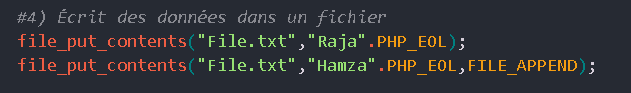 #4) Écrit des données dans un fichier
file_put_contents("File.txt","Raja".PHP_EOL);
file_put_contents("File.txt","Hamza".PHP_EOL,FILE_APPEND);